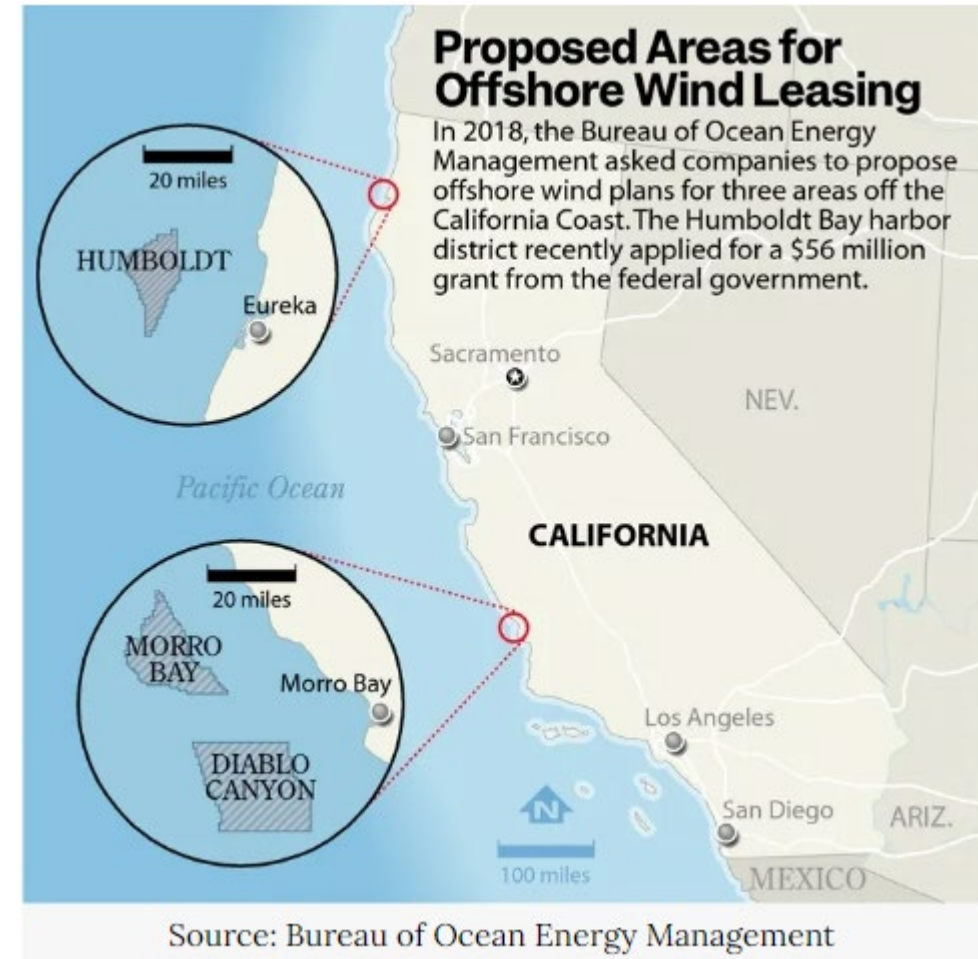 Proposed Areas for
Offshore Wind Leasing
In 2018, the Bureau of Ocean Energy
Management asked companies to propose
offshore wind plans for three areas off the
California Coast. The Humboldt Bay harbor
district recently applied for a $56 million
grant from the federal government.
20 miles
HUMBOLDT
Eureka
Sacramento
NEV.
San Francisco
Pacific Ocean
CALIFORNIA
20 miles
MORRO
BAY
Morro Bay
DIABLO
CANYON
Los Angeles
N
San Diego
ARIZ.
100 miles
MEXICO
Source: Bureau of Ocean Energy Management